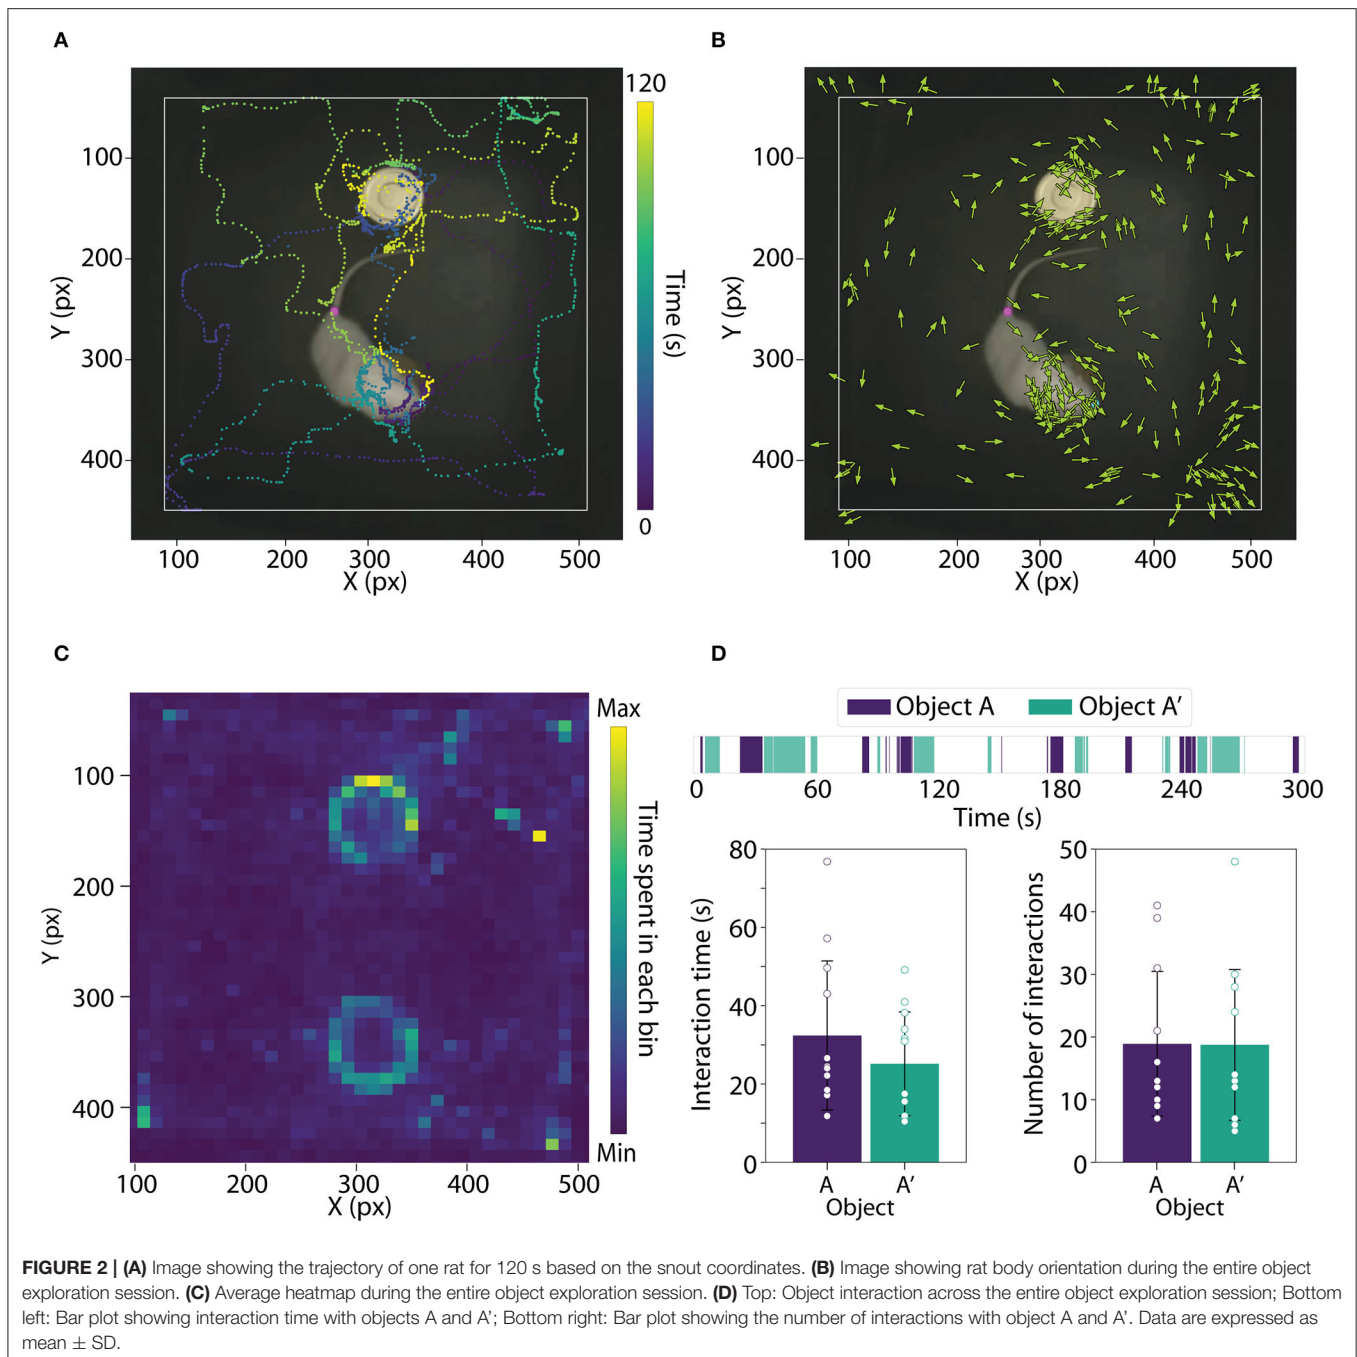 A
120
100
200
300
400
Y (px)
Time (s)
0
100 200 300 400 500
X (px)
B
100
200
300
400
Y (px)
100 200 300 400 500
X (px)
C
Max
100
200
300
400
Y (px)
Time spent in each bin
Min
100 200 300 400 500
X (px)
D
Object A Object A’
0 60 120 180 240 300
Time (s)
80
60
40
20
0
Interaction time (s)
A A’
Object
50
40
30
20
10
0
Number of interactions
A A’
Object
FIGURE 2 | (A) Image showing the trajectory of one rat for 120 s based on the snout coordinates. (B) Image showing rat body orientation during the entire object
exploration session. (C) Average heatmap during the entire object exploration session. (D) Top: Object interaction across the entire object exploration session; Bottom
left: Bar plot showing interaction time with objects A and A’; Bottom right: Bar plot showing the number of interactions with object A and A’. Data are expressed as
mean ± SD.